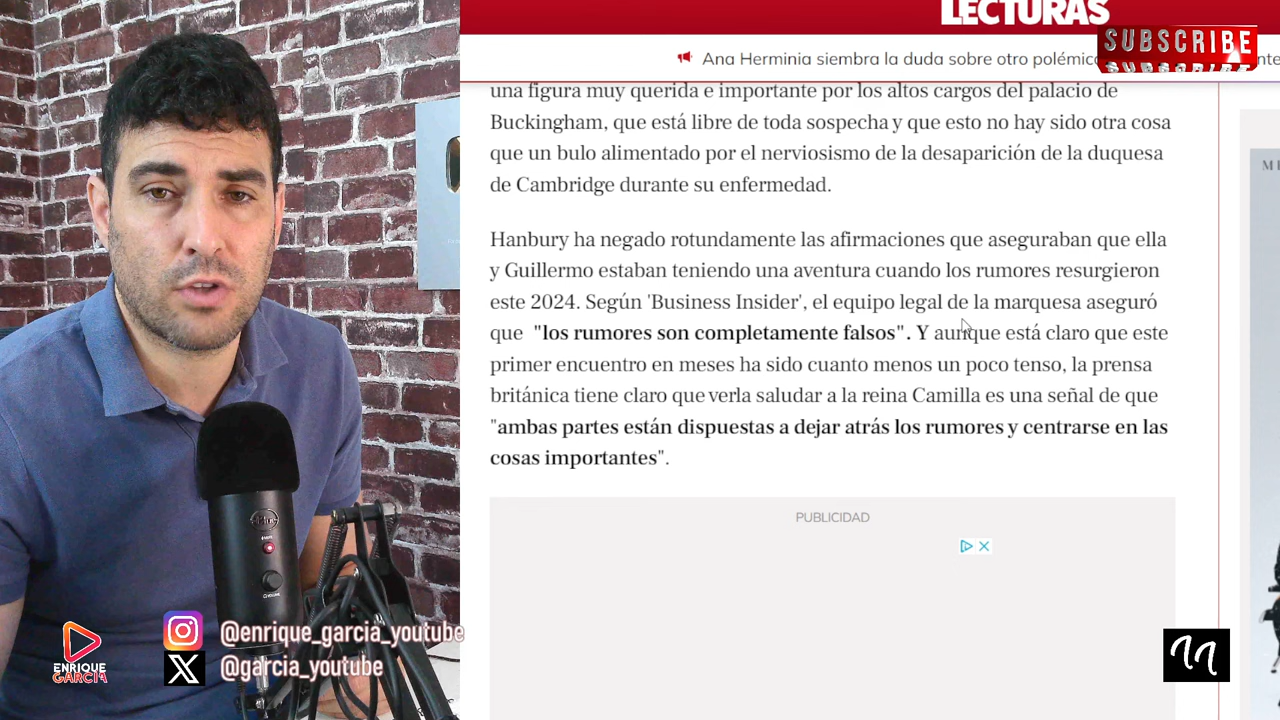 LECTURAS
SUBSCRIBE
Ana Herminia siembra la duda sobre otro polémic
una figura muy querida e importante por los altos cargos del palacio de
Buckingham, que está libre de toda sospecha y que esto no hay sido otra cosa
que un bulo alimentado por el nerviosismo de la desaparición de la duquesa
de Cambridge durante su enfermedad.
Hanbury ha negado rotundamente las afirmaciones que aseguraban que ella
y Guillermo estaban teniendo una aventura cuando los rumores resurgieron
este 2024. Según 'Business Insider', el equipo legal de la marquesa aseguró
que "los rumores son completamente falsos". Y aunque está claro que este
primer encuentro en meses ha sido cuanto menos un poco tenso, la prensa
británica tiene claro que verla saludar a la reina Camilla es una señal de que
"ambas partes están dispuestas a dejar atrás los rumores y centrarse en las
cosas importantes".
PUBLICIDAD
ENRIQUE
GARCIA
@enrique_garcia_youtube
@garcia_youtube